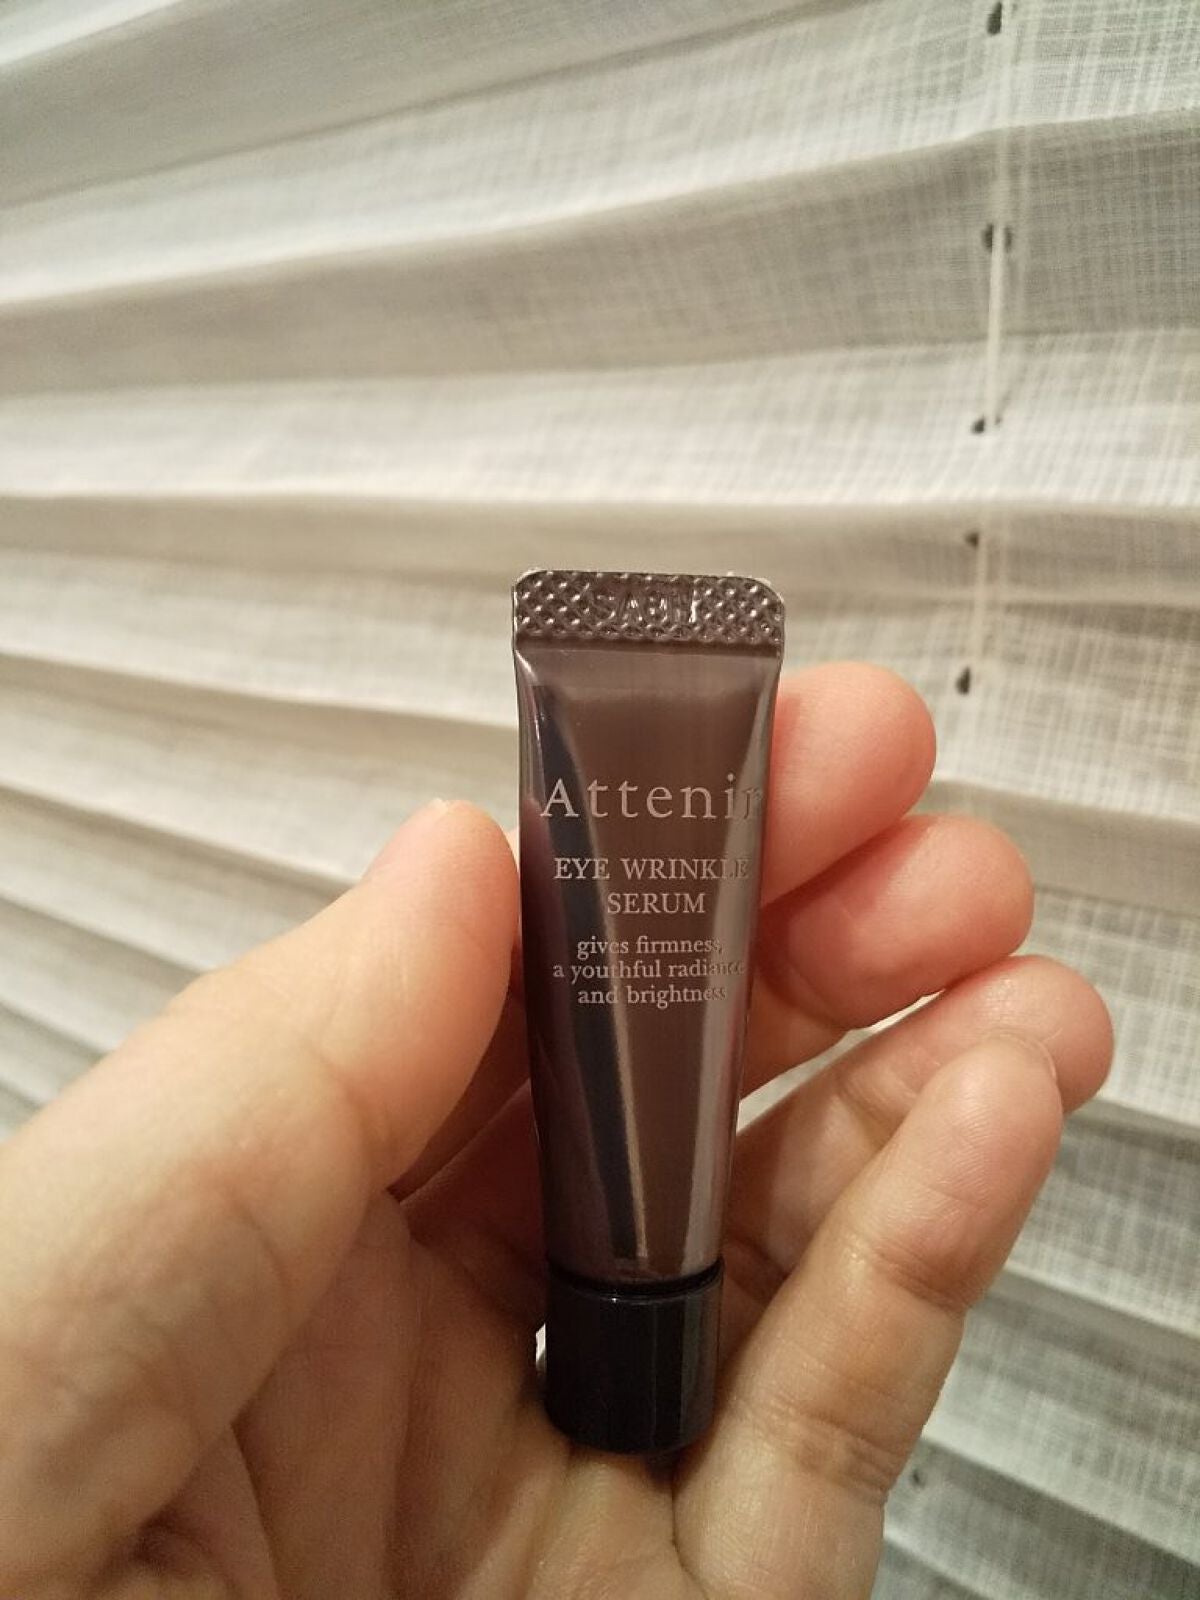 Attenir
EYE WRINKLE
SERUM
gives firmness,
a youthful radiance
and brightness